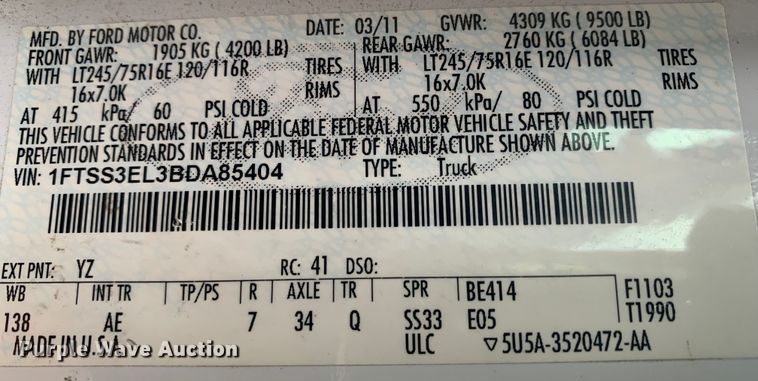 MFD. BY FORD MOTOR CO. DATE: 03/11 GVWR: 4309 KG (9500 LB)
FRONT GAWR: 1905 KG (4200 LB) REAR GAWR: 2760 KG (6084 LB)
WITH LT245/75R16E 120/116R TIRES WITH LT245/75R16E 120/116R TIRES
16x7.0K RIMS 16x7.0K RIMS
AT 415 kPa/ 60 PSI COLD AT 550 kPa/ 80 PSI COLD
THIS VEHICLE CONFORMS TO ALL APPLICABLE FEDERAL MOTOR VEHICLE SAFETY AND THEFT
PREVENTION STANDARDS IN EFFECT ON THE DATE OF MANUFACTURE SHOWN ABOVE.
VIN: 1FTSS3EL3BDA85404 TYPE: Truck
EXT PNT: YZ RC: 41 DSO:
WB INT TR TP/PS R AXLE TR SPR BE414 F1103
138 AE 7 34 Q SS33 E05 T1990
MADE IN U.S.A. ULC ▽5U5A-3520472-AA
Purple Wave Auction